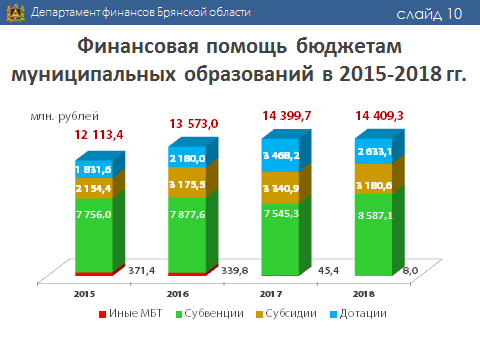 Департамент финансов Брянской области
слайд 10
Финансовая помощь бюджетам
муниципальных образований в 2015-2018 гг.
млн. рублей
12 113,4 13 573,0 14 399,7 14 409,3
1 831,6 2 180,0 3 468,2 2 633,1
2 154,4 3 175,5 3 340,9 3 180,6
7 756,0 7 877,6 7 545,3 8 587,1
371,4 339,8 45,4 8,0
2015 2016 2017 2018
Иные МБТ Субвенции Субсидии Дотации